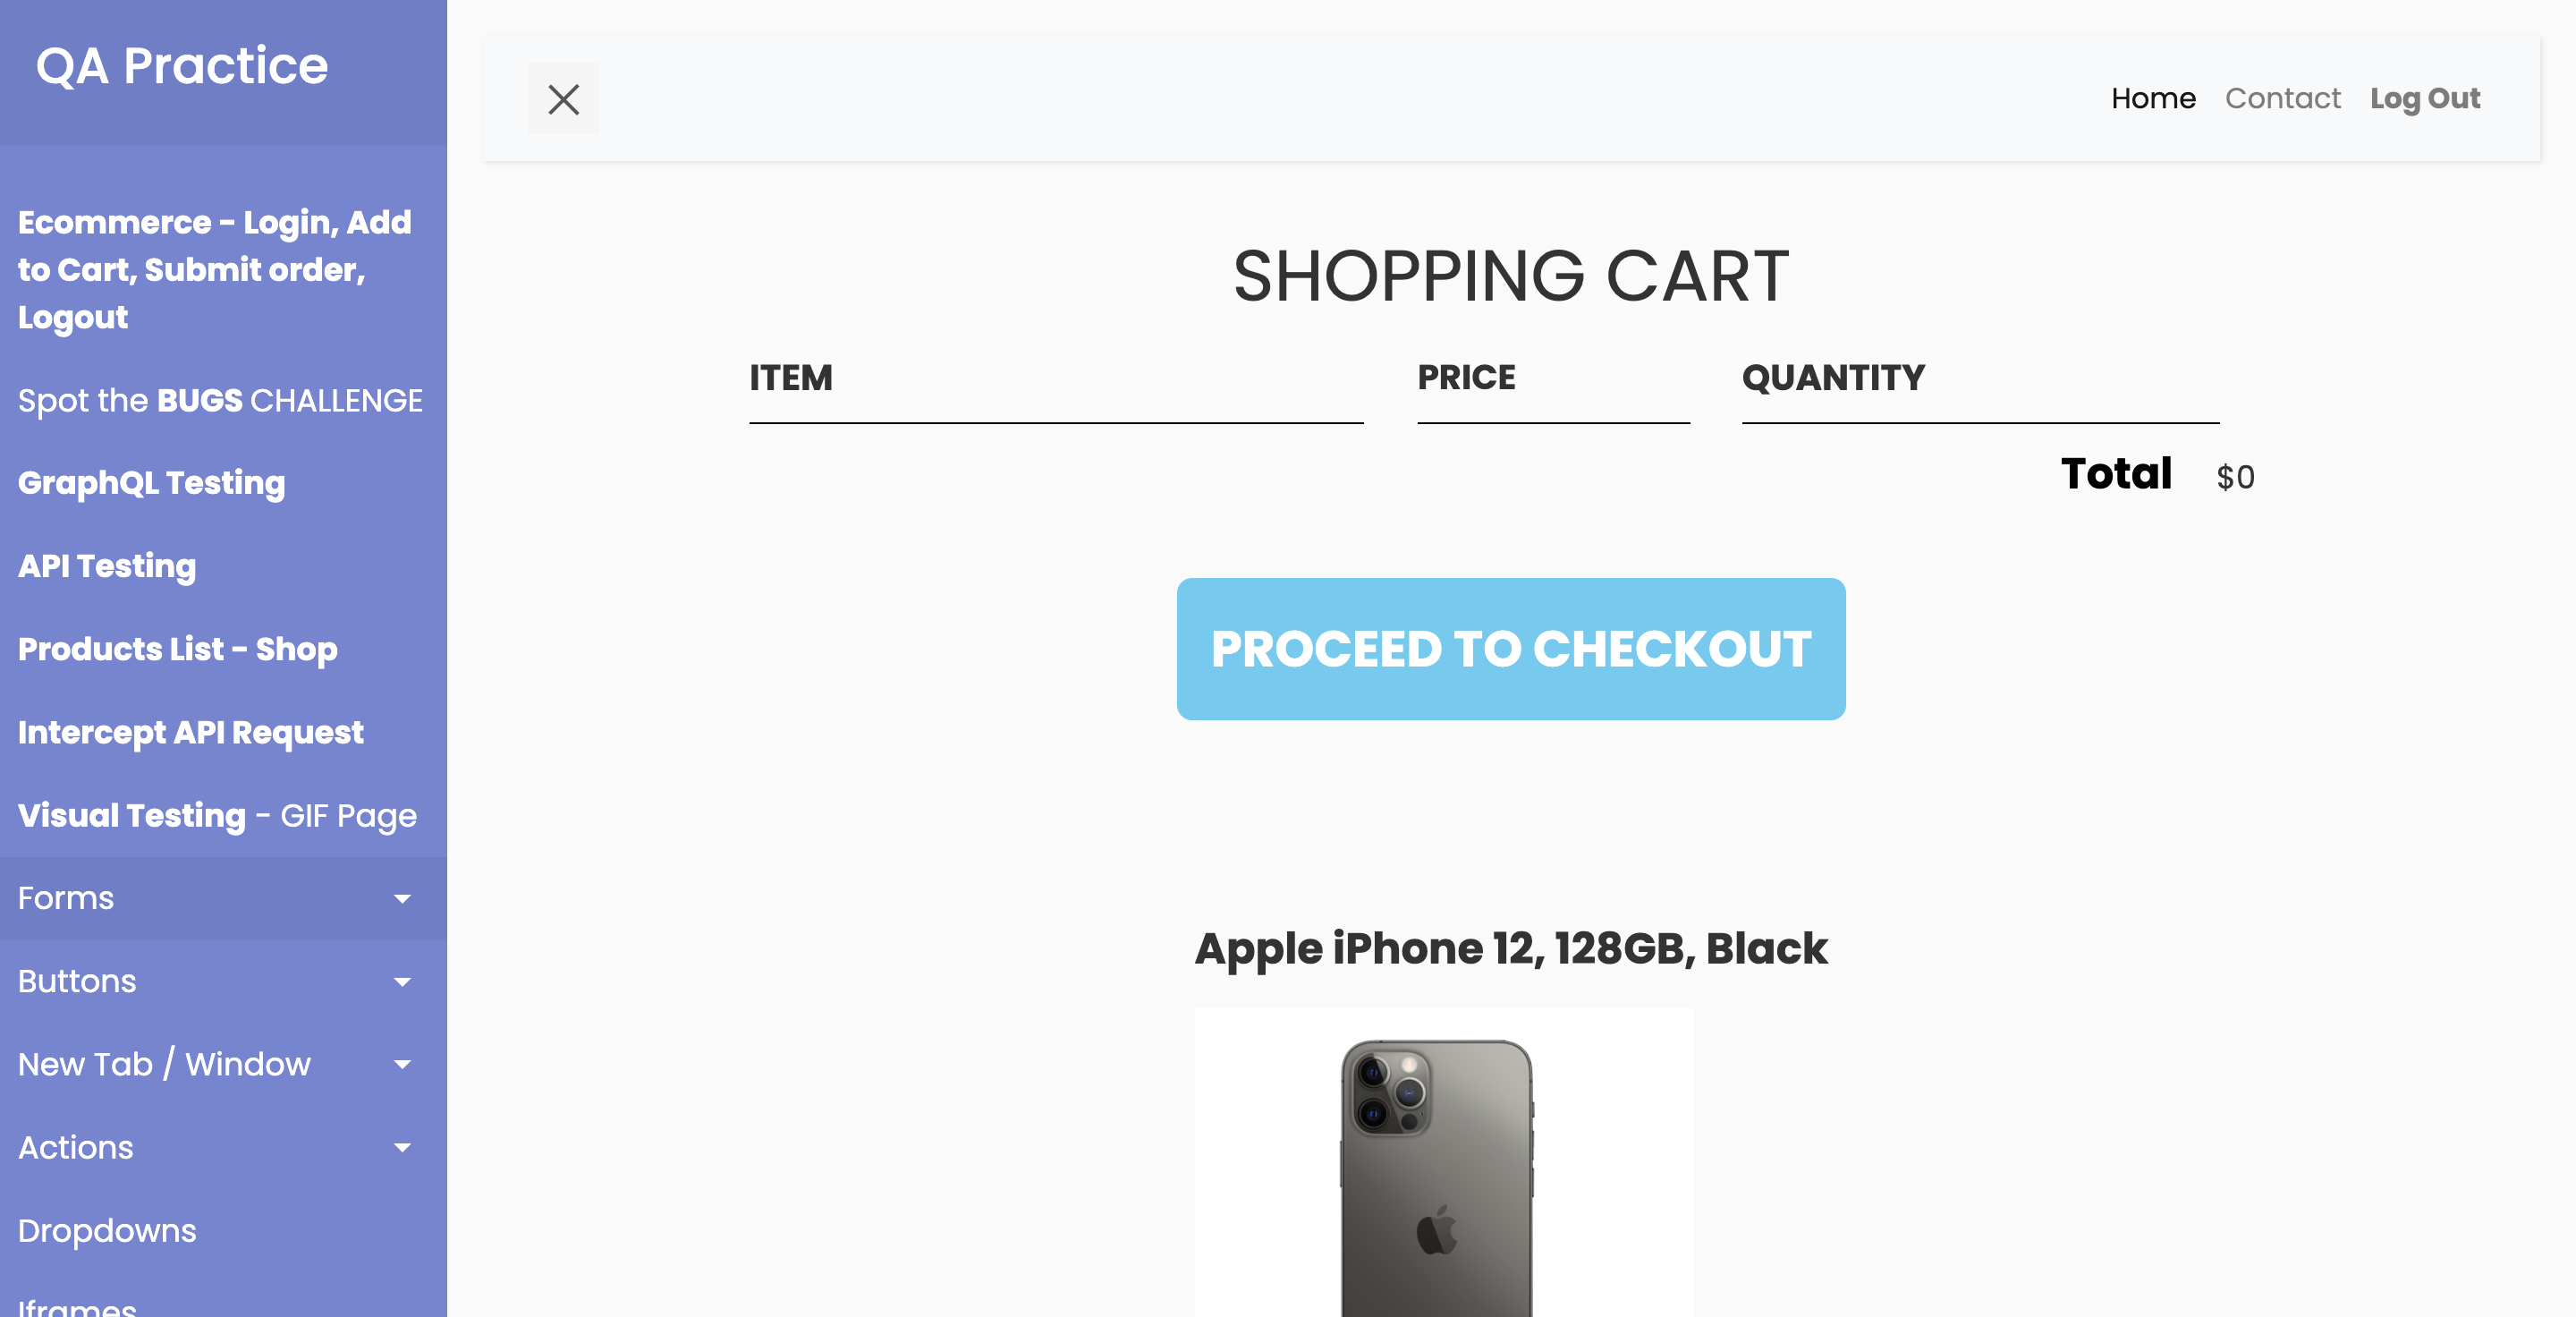 QA Practice
Home Contact Log Out
Ecommerce - Login, Add
to Cart, Submit order,
Logout
Spot the BUGS CHALLENGE
GraphQL Testing
API Testing
Products List - Shop
Intercept API Request
Visual Testing - GIF Page
Forms
Buttons
New Tab / Window
Actions
Dropdowns
Iframes
SHOPPING CART
ITEM PRICE QUANTITY
Total $0
PROCEED TO CHECKOUT
Apple iPhone 12, 128GB, Black